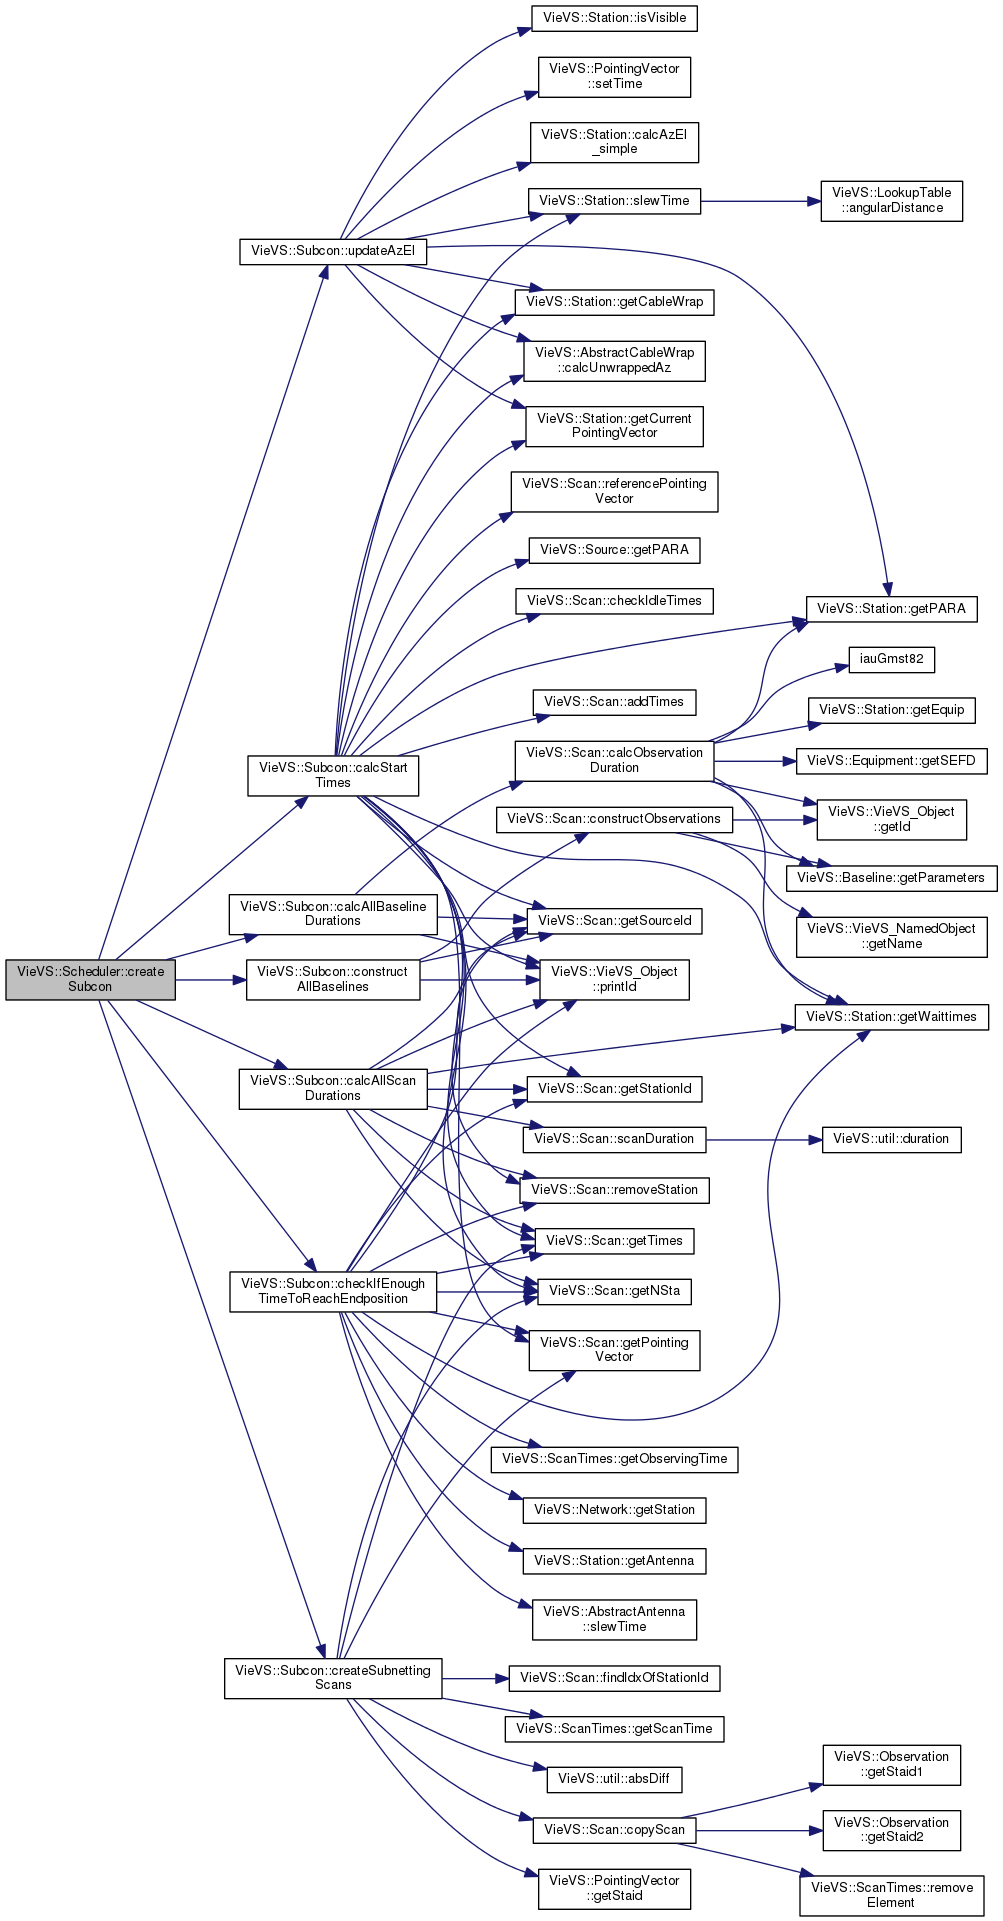 VieVS::Station::isVisible
VieVS::PointingVector
::setTime
VieVS::Station::calcAzEl
_simple
VieVS::Station::slewTime
VieVS::LookupTable
::angularDistance
VieVS::Subcon::updateAzEl
VieVS::Station::getCableWrap
VieVS::AbstractCableWrap
::calcUnwrappedAz
VieVS::Station::getCurrent
PointingVector
VieVS::Scan::referencePointing
Vector
VieVS::Source::getPARA
VieVS::Scan::checkIdleTimes
VieVS::Station::getPARA
iauGmst82
VieVS::Scan::addTimes
VieVS::Station::getEquip
VieVS::Subcon::calcStart
Times
VieVS::Scan::calcObservation
Duration
VieVS::Equipment::getSEFD
VieVS::Scan::constructObservations
VieVS::VieVS_Object
::getId
VieVS::Baseline::getParameters
VieVS::Subcon::calcAllBaseline
Durations
VieVS::Scan::getSourceId
VieVS::VieVS_NamedObject
::getName
VieVS::Scheduler::create
Subcon
VieVS::Subcon::construct
AllBaselines
VieVS::VieVS_Object
::printId
VieVS::Station::getWaittimes
VieVS::Subcon::calcAllScan
Durations
VieVS::Scan::getStationId
VieVS::Scan::scanDuration
VieVS::util::duration
VieVS::Scan::removeStation
VieVS::Scan::getTimes
VieVS::Subcon::checkIfEnough
TimeToReachEndposition
VieVS::Scan::getNSta
VieVS::Scan::getPointing
Vector
VieVS::ScanTimes::getObservingTime
VieVS::Network::getStation
VieVS::Station::getAntenna
VieVS::AbstractAntenna
::slewTime
VieVS::Subcon::createSubnetting
Scans
VieVS::Scan::findIdxOfStationId
VieVS::ScanTimes::getScanTime
VieVS::util::absDiff
VieVS::Observation
::getStaid1
VieVS::Scan::copyScan
VieVS::Observation
::getStaid2
VieVS::PointingVector
::getStaid
VieVS::ScanTimes::remove
Element